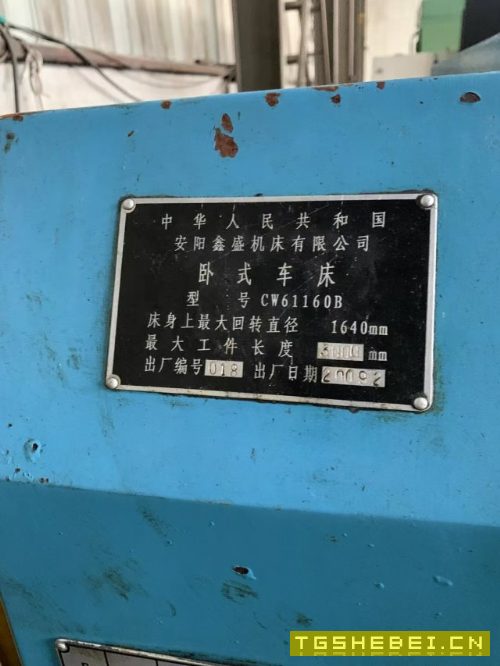 中华人民共和国
安阳鑫盛机床有限公司
卧式车床
型 号 CW61160B
床身上最大回转直径 1640mm
最大工件长度 mm
出厂编号 018 出厂日期 20092
TGSHEBEI.CN